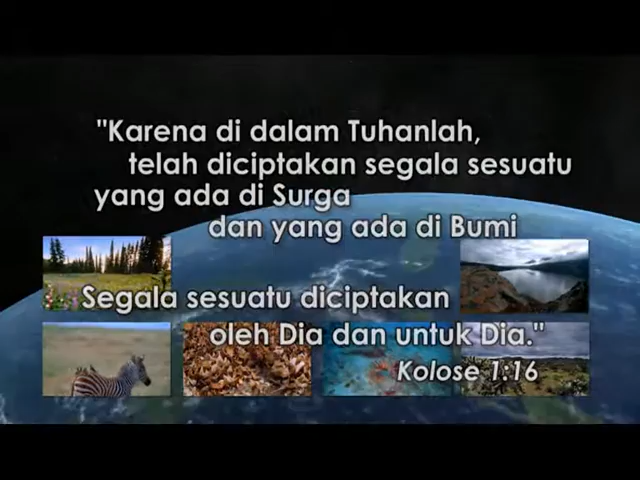 "Karena di dalam Tuhanlah,
telah diciptakan segala sesuatu
yang ada di Surga
dan yang ada di Bumi
Segala sesuatu diciptakan
oleh Dia dan untuk Dia."
Kolose 1:16